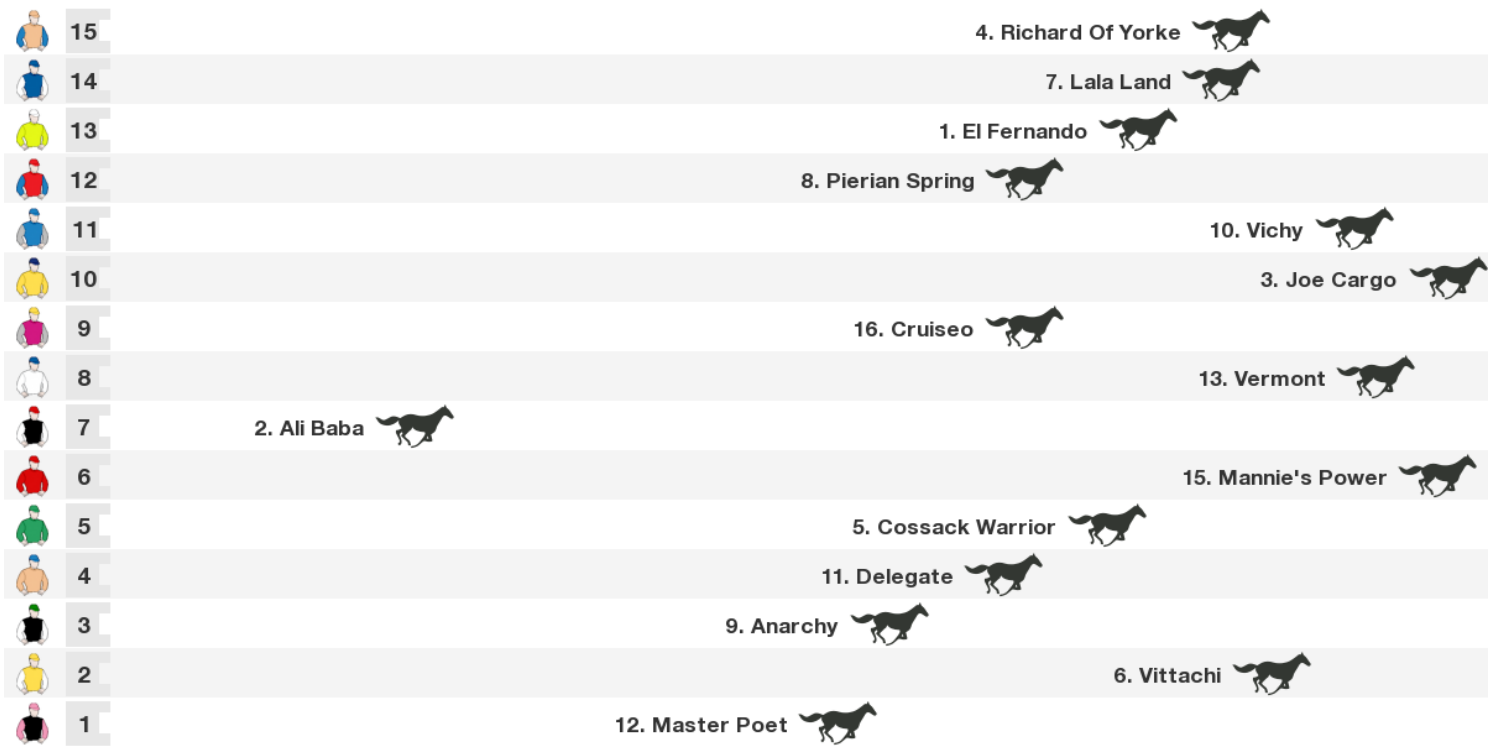 15 4. Richard Of Yorke
14 7. Lala Land
13 1. El Fernando
12 8. Pierian Spring
11 10. Vichy
10 3. Joe Cargo
9 16. Cruiseo
8 13. Vermont
7 2. Ali Baba
6 15. Mannie's Power
5 5. Cossack Warrior
4 11. Delegate
3 9. Anarchy
2 6. Vittachi
1 12. Master Poet